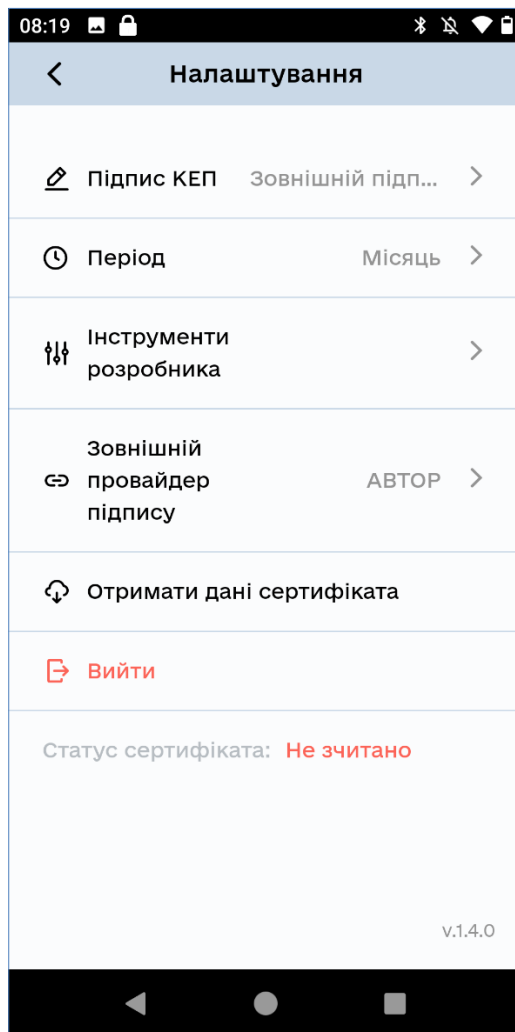 08:19
Налаштування
Підпис КЕП Зовнішній підп...
Період Місяць
Інструменти
розробника
Зовнішній
провайдер АВТОР
підпису
Отримати дані сертифіката
Вийти
Статус сертифіката: Не зчитано
v.1.4.0